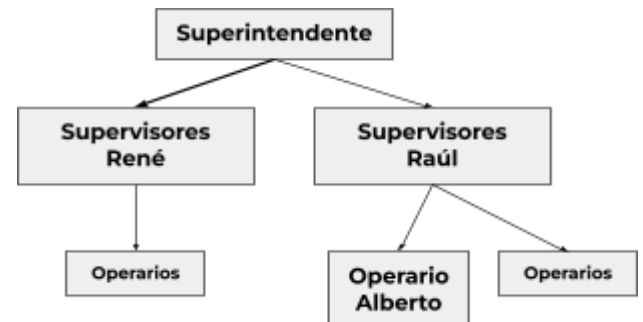 Superintendente
Supervisores
René
Supervisores
Raúl
Operarios
Operario
Alberto
Operarios